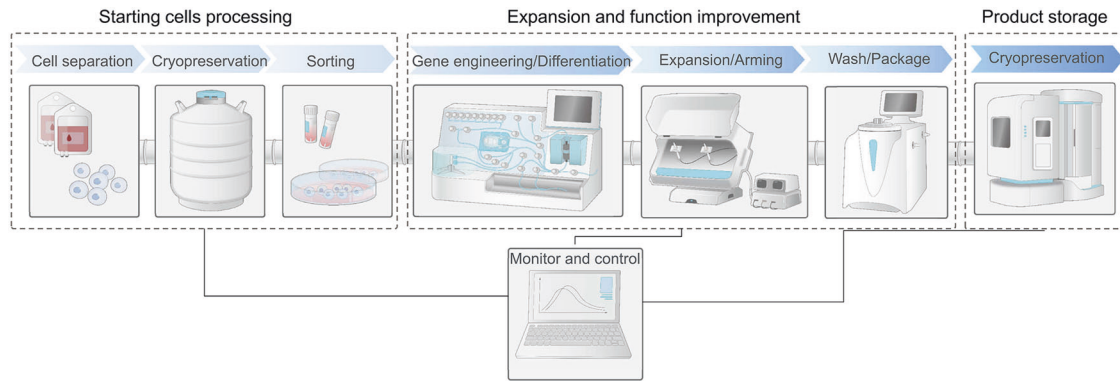 Starting cells processing
Expansion and function improvement
Product storage
Cell separation
Cryopreservation
Sorting
Gene engineering/Differentiation
Expansion/Arming
Wash/Package
Cryopreservation
Monitor and control